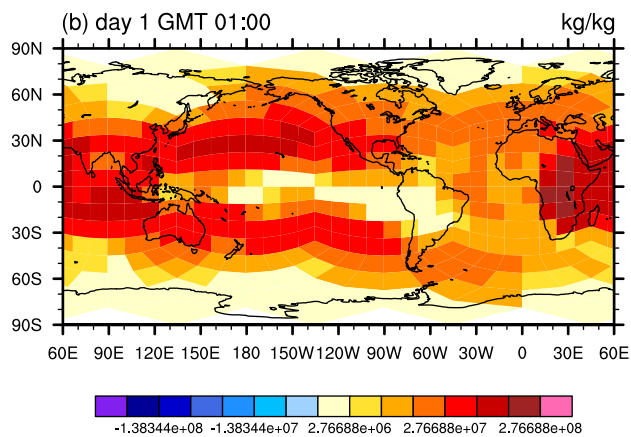 (b) day 1 GMT 01:00 kg/kg
90N
60N
30N
0
30S
60S
90S
60E 90E 120E 150E 180 150W 120W 90W 60W 30W 0 30E 60E
-1.38344e+08 -1.38344e+07 2.76688e+06 2.76688e+07 2.76688e+08